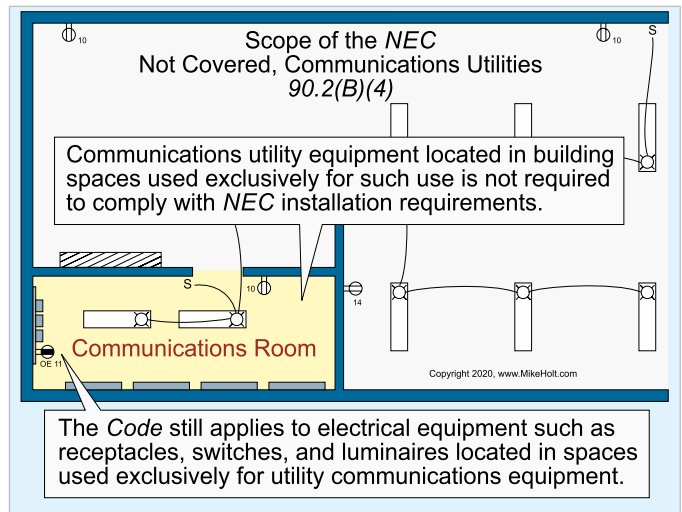 Scope of the NEC
Not Covered, Communications Utilities
90.2(B)(4)
10
10
S
Communications utility equipment located in building
spaces used exclusively for such use is not required
to comply with NEC installation requirements.
S
10
14
Communications Room
OE 11
Copyright 2020, www.MikeHolt.com
The Code still applies to electrical equipment such as
receptacles, switches, and luminaires located in spaces
used exclusively for utility communications equipment.